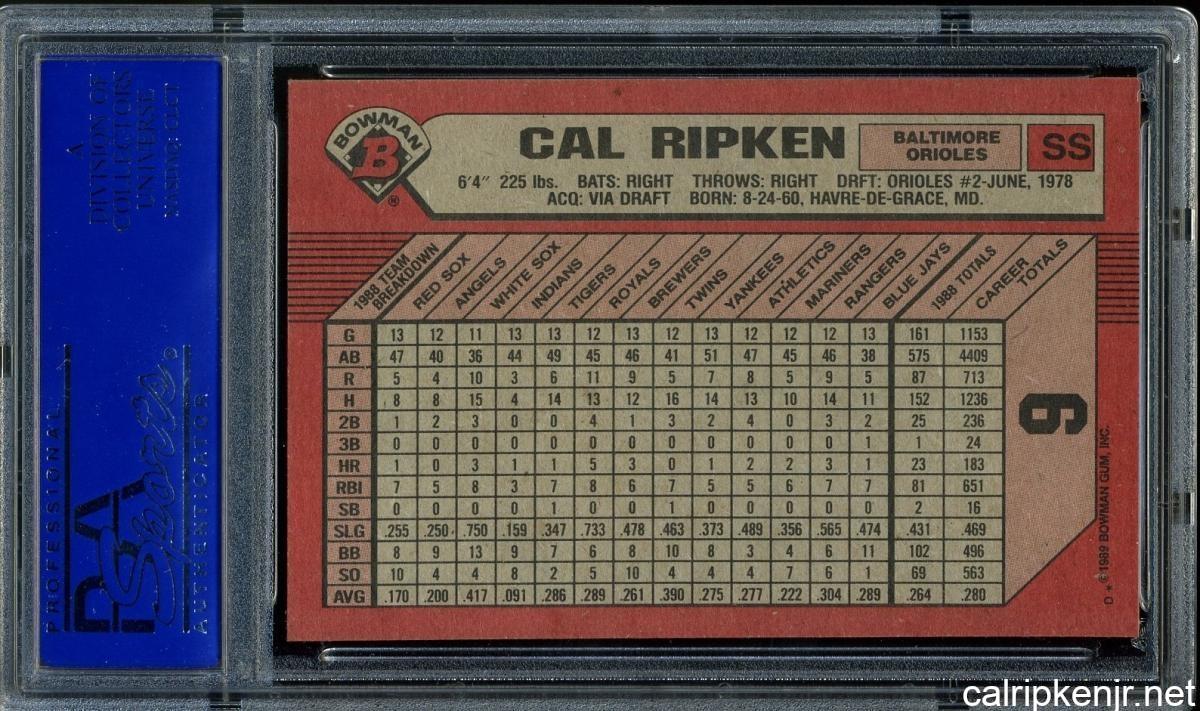 A
DIVISION OF
COLLECTORS
UNIVERSE
NASDAQ: CLCT
PROFESSIONAL
PSA
Sports
®
AUTHENTICATOR
BOWMAN
B
®
CAL RIPKEN
BALTIMORE
ORIOLES
SS
6'4" 225 lbs. BATS: RIGHT THROWS: RIGHT DRFT: ORIOLES #2-JUNE, 1978
ACQ: VIA DRAFT BORN: 8-24-60, HAVRE-DE-GRACE, MD.
1988 TEAM BREAKDOWN RED SOX ANGELS WHITE SOX INDIANS TIGERS ROYALS BREWERS TWINS YANKEES ATHLETICS MARINERS RANGERS BLUE JAYS 1988 TOTALS CAREER TOTALS
G 13 12 11 13 13 12 13 12 13 12 12 12 13 161 1153
AB 47 40 36 44 49 45 46 41 51 47 45 46 38 575 4409
R 5 4 10 3 6 11 9 5 7 8 5 9 5 87 713
H 8 8 15 4 14 13 12 16 14 13 10 14 11 152 1236
2B 1 2 3 0 0 4 1 3 2 4 0 3 2 25 236
3B 0 0 0 0 0 0 0 0 0 0 0 0 1 1 24
HR 1 0 3 1 1 5 3 0 1 2 2 3 1 23 183
RBI 7 5 8 3 7 8 6 7 5 5 6 7 7 81 651
SB 0 0 0 0 1 0 0 1 0 0 0 0 0 2 16
SLG .255 .250 .750 .159 .347 .733 .478 .463 .373 .489 .356 .565 .474 .431 .469
BB 8 9 13 9 7 6 8 10 8 3 4 6 11 102 496
SO 10 4 4 8 2 5 10 4 4 4 7 6 1 69 563
AVG .170 .200 .417 .091 .286 .289 .261 .390 .275 .277 .222 .304 .289 .264 .280
9
D * ©1989 BOWMAN GUM, INC.
calripkenjr.net